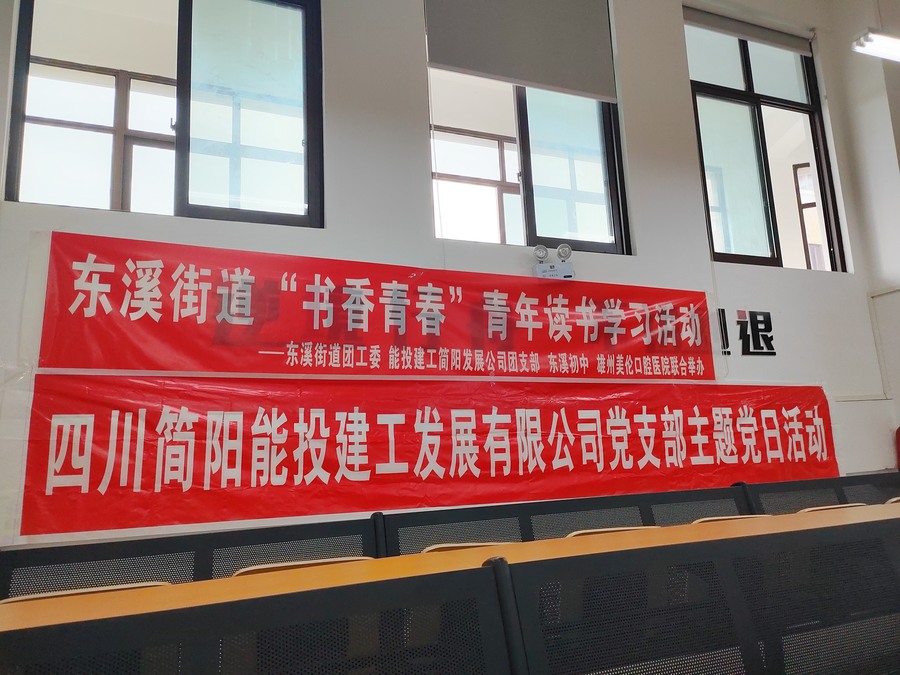 东溪街道“书香青春”青年读书学习活动
——东溪街道团工委 能投建工简阳发展公司团支部 东溪初中 雄州美伦口腔医院联合举办
四川简阳能投建工发展有限公司党支部主题党日活动
退